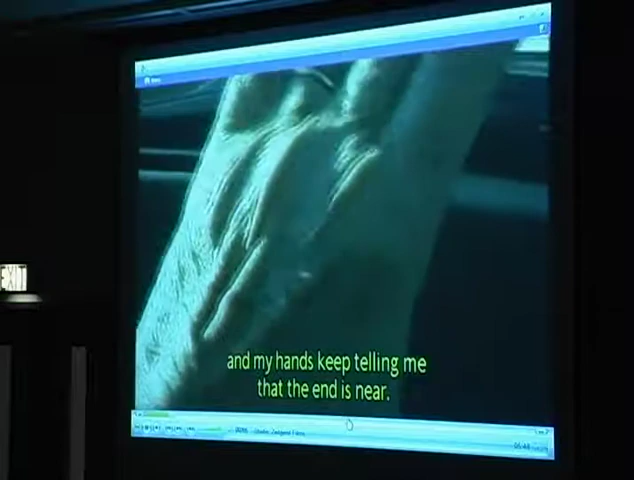 EXIT
and my hands keep telling me
that the end is near.